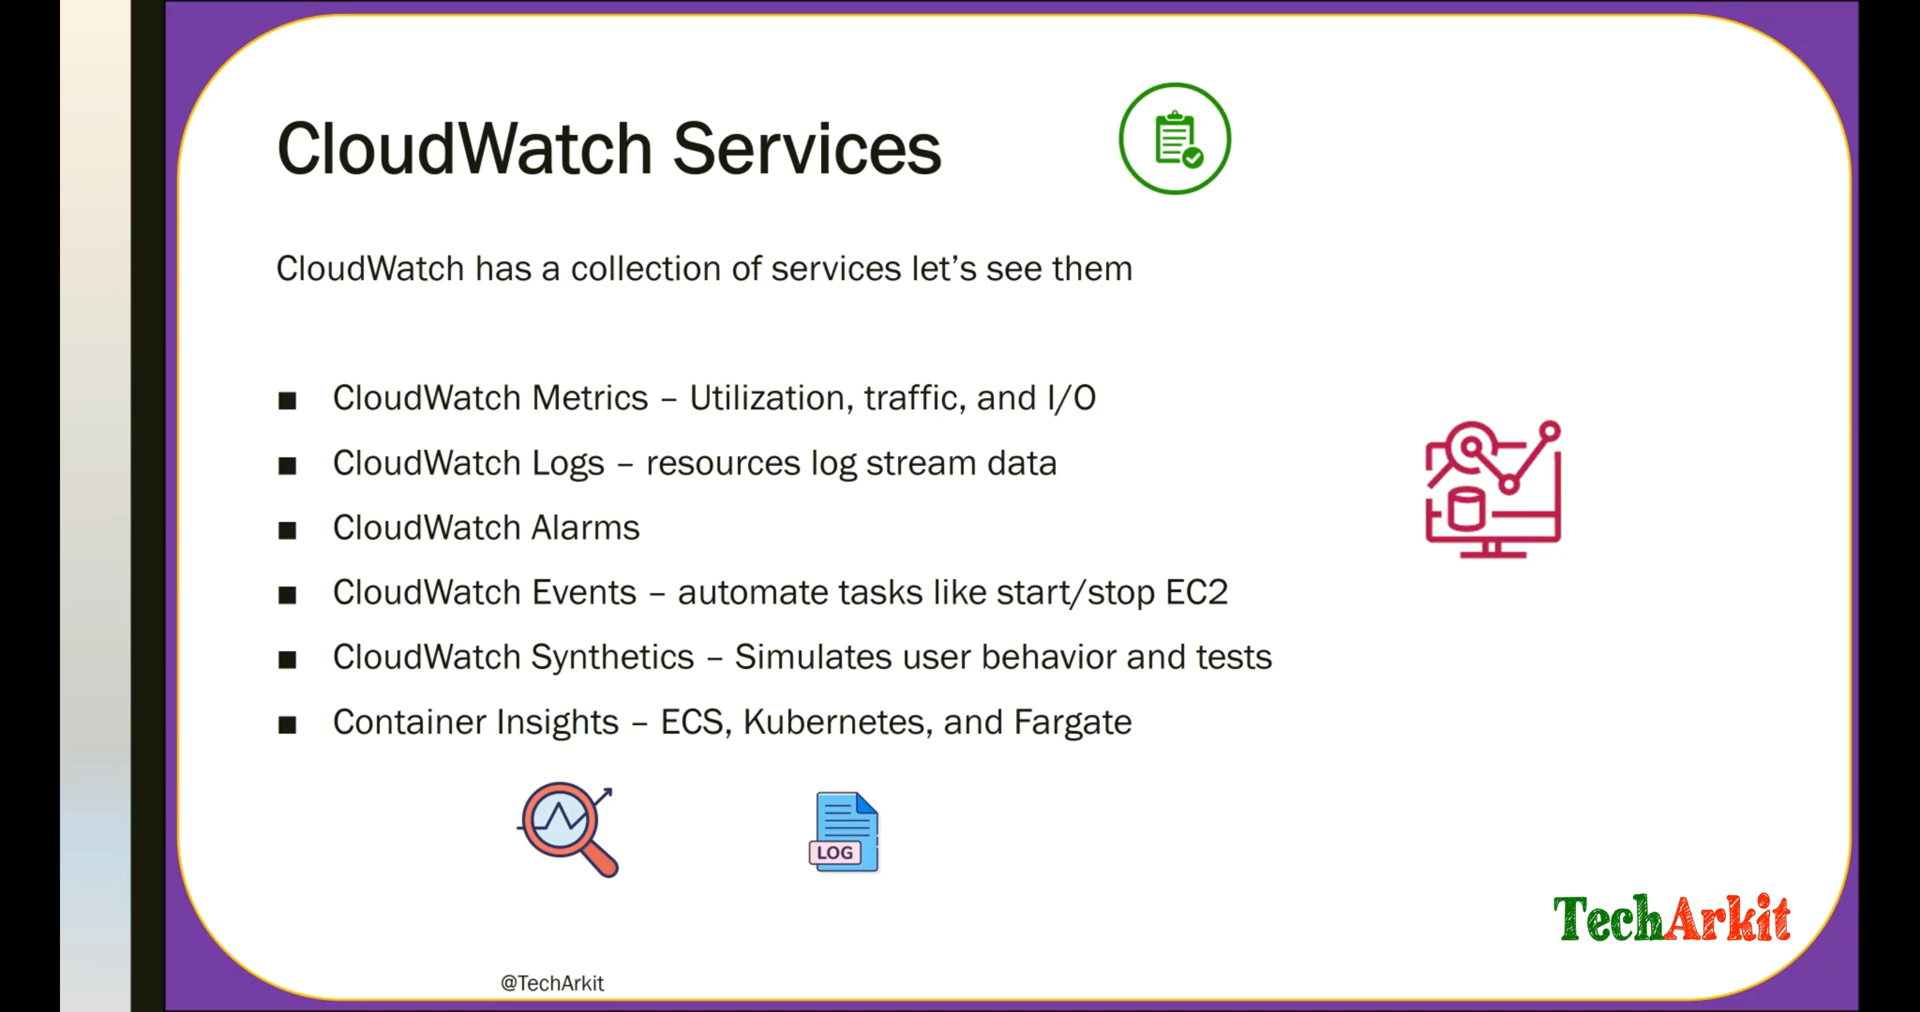 CloudWatch Services
CloudWatch has a collection of services let’s see them
■ CloudWatch Metrics – Utilization, traffic, and I/O
■ CloudWatch Logs – resources log stream data
■ CloudWatch Alarms
■ CloudWatch Events – automate tasks like start/stop EC2
■ CloudWatch Synthetics – Simulates user behavior and tests
■ Container Insights – ECS, Kubernetes, and Fargate
LOG
TechArkit
@TechArkit